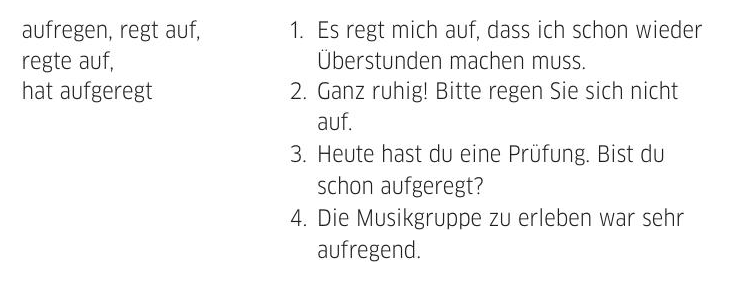 aufregen, regt auf,
regte auf,
hat aufgeregt
1. Es regt mich auf, dass ich schon wieder
Überstunden machen muss.
2. Ganz ruhig! Bitte regen Sie sich nicht
auf.
3. Heute hast du eine Prüfung. Bist du
schon aufgeregt?
4. Die Musikgruppe zu erleben war sehr
aufregend.